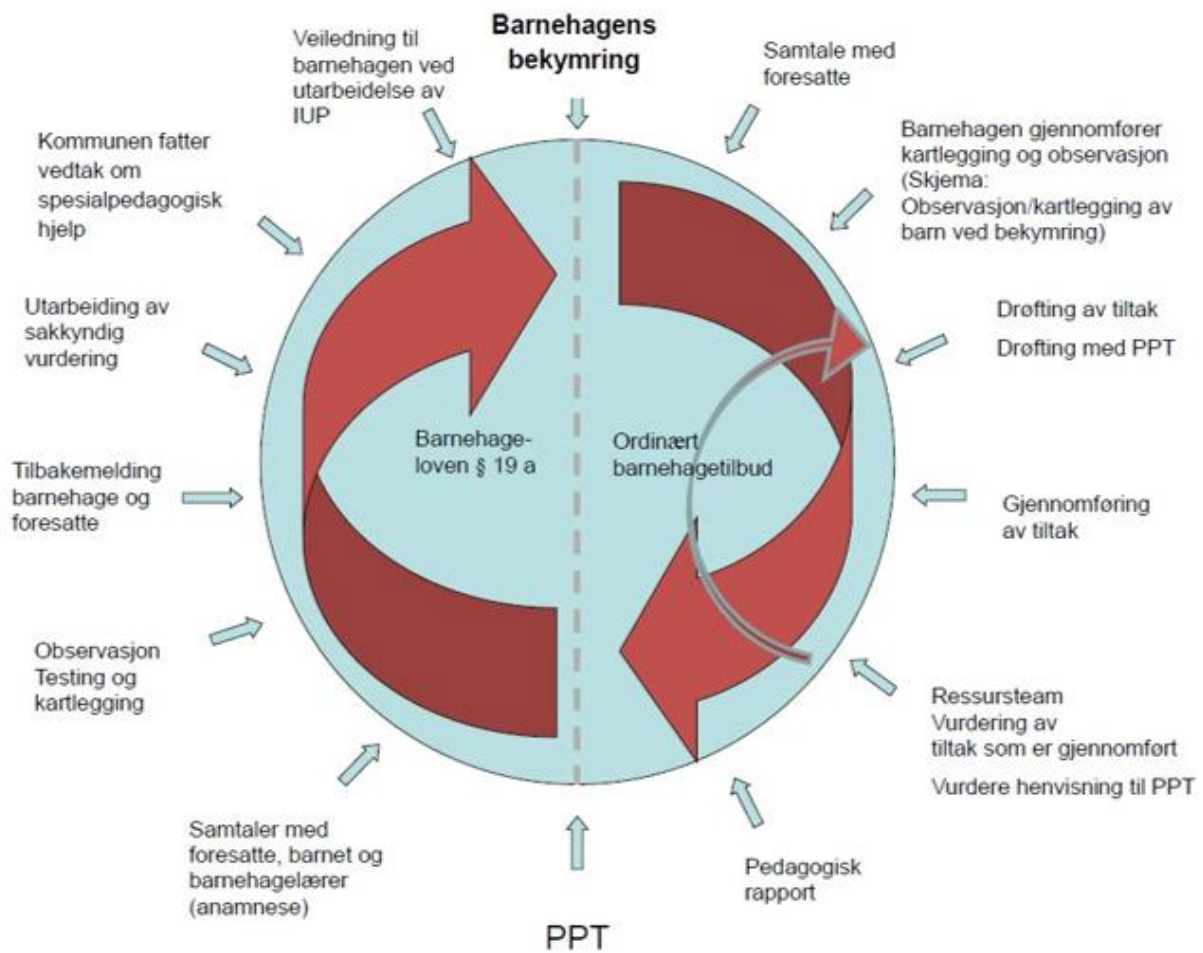 Barnehagens
bekymring
Samtale med
foresatte
Barnehagen gjennomfører
kartlegging og observasjon
(Skjema:
Observasjon/kartlegging av
barn ved bekymring)
Drøfting av tiltak
Drøfting med PPT
Gjennomføring
av tiltak
Ressursteam
Vurdering av
tiltak som er gjennomført
Vurdere henvisning til PPT
Pedagogisk
rapport
PPT
Samtaler med
foresatte, barnet og
barnehagelærer
(anamnese)
Observasjon
Testing og
kartlegging
Tilbakemelding
barnehage og
foresatte
Utarbeiding av
sakkyndig
vurdering
Kommunen fatter
vedtak om
spesialpedagogisk
hjelp
Veiledning til
barnehagen ved
utarbeidelse av
IUP
Barnehage-
loven § 19 a
Ordinært
barnehagetilbud